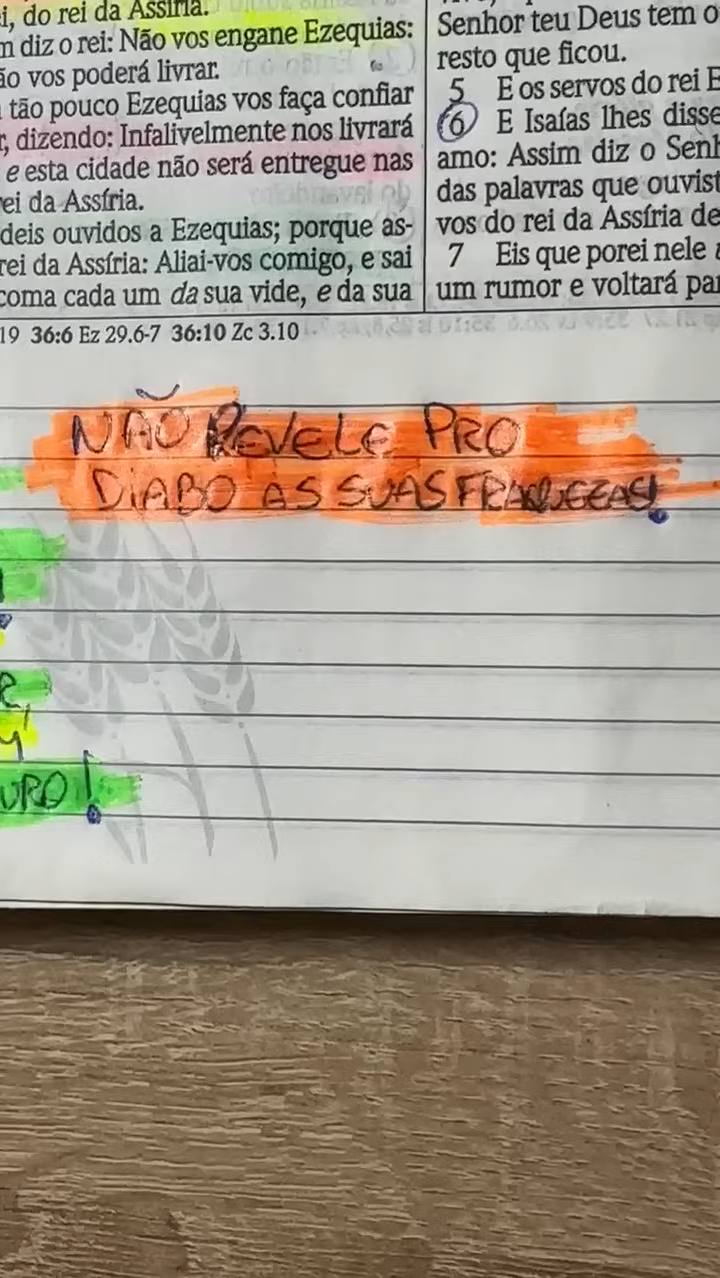 i, do rei da Assíria.
m diz o rei: Não vos engane Ezequias:
ão vos poderá livrar.
tão pouco Ezequias vos faça confiar
r, dizendo: Infalivelmente nos livrará
e esta cidade não será entregue nas
rei da Assíria.
deis ouvidos a Ezequias; porque as-
rei da Assíria: Aliai-vos comigo, e sai
coma cada um da sua vide, e da sua
Senhor teu Deus tem o
resto que ficou.
5 E os servos do rei E
6 E Isaías lhes disse
amo: Assim diz o Senh
das palavras que ouvist
vos do rei da Assíria de
7 Eis que porei nele
um rumor e voltará par
19 36:6 Ez 29.6-7 36:10 Zc 3.10
NÃO REVELE PRO
DIABO AS SUAS FRAQUEZAS!
URO!